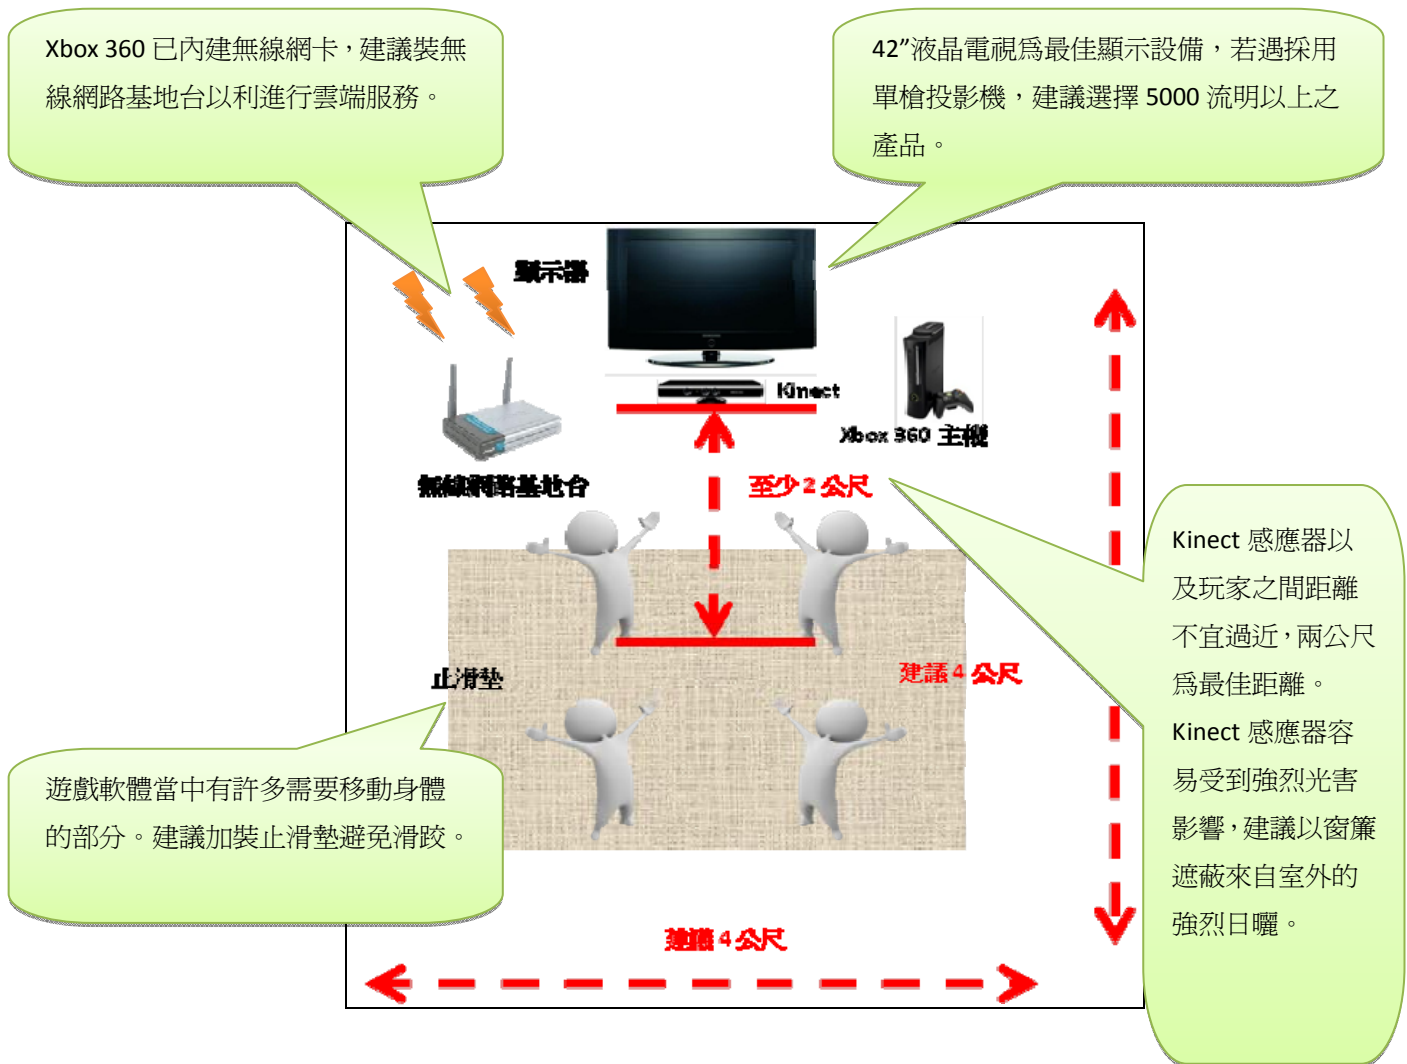 Xbox 360 已內建無線網卡，建議裝無
線網路基地台以利進行雲端服務。
42”液晶電視為最佳顯示設備，若遇採用
單槍投影機，建議選擇 5000 流明以上之
產品。
顯示器
Kinect
Xbox 360 主機
無線網路基地台
至少 2 公尺
Kinect 感應器以
及玩家之間距離
不宜過近，兩公尺
為最佳距離。
Kinect 感應器容
易受到強烈光害
影響，建議以窗簾
遮蔽來自室外的
強烈日曬。
止滑墊
建議 4 公尺
遊戲軟體當中有許多需要移動身體
的部分。建議加裝止滑墊避免滑跤。
建議 4 公尺